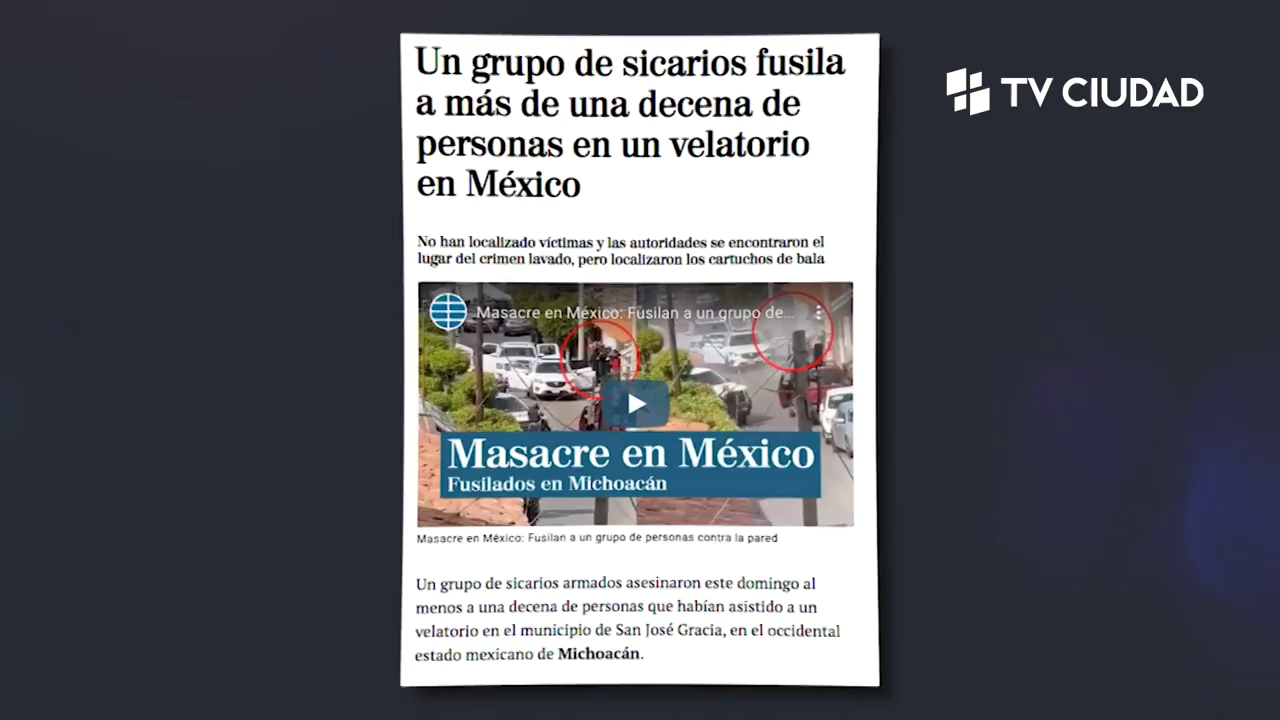 Un grupo de sicarios fusila
a más de una decena de
personas en un velatorio
en México
TV CIUDAD
No han localizado víctimas y las autoridades se encontraron el
lugar del crimen lavado, pero localizaron los cartuchos de bala
Masacre en México: Fusilan a un grupo de...
Masacre en México
Fusilados en Michoacán
Masacre en México: Fusilan a un grupo de personas contra la pared
Un grupo de sicarios armados asesinaron este domingo al
menos a una decena de personas que habían asistido a un
velatorio en el municipio de San José Gracia, en el occidental
estado mexicano de Michoacán.